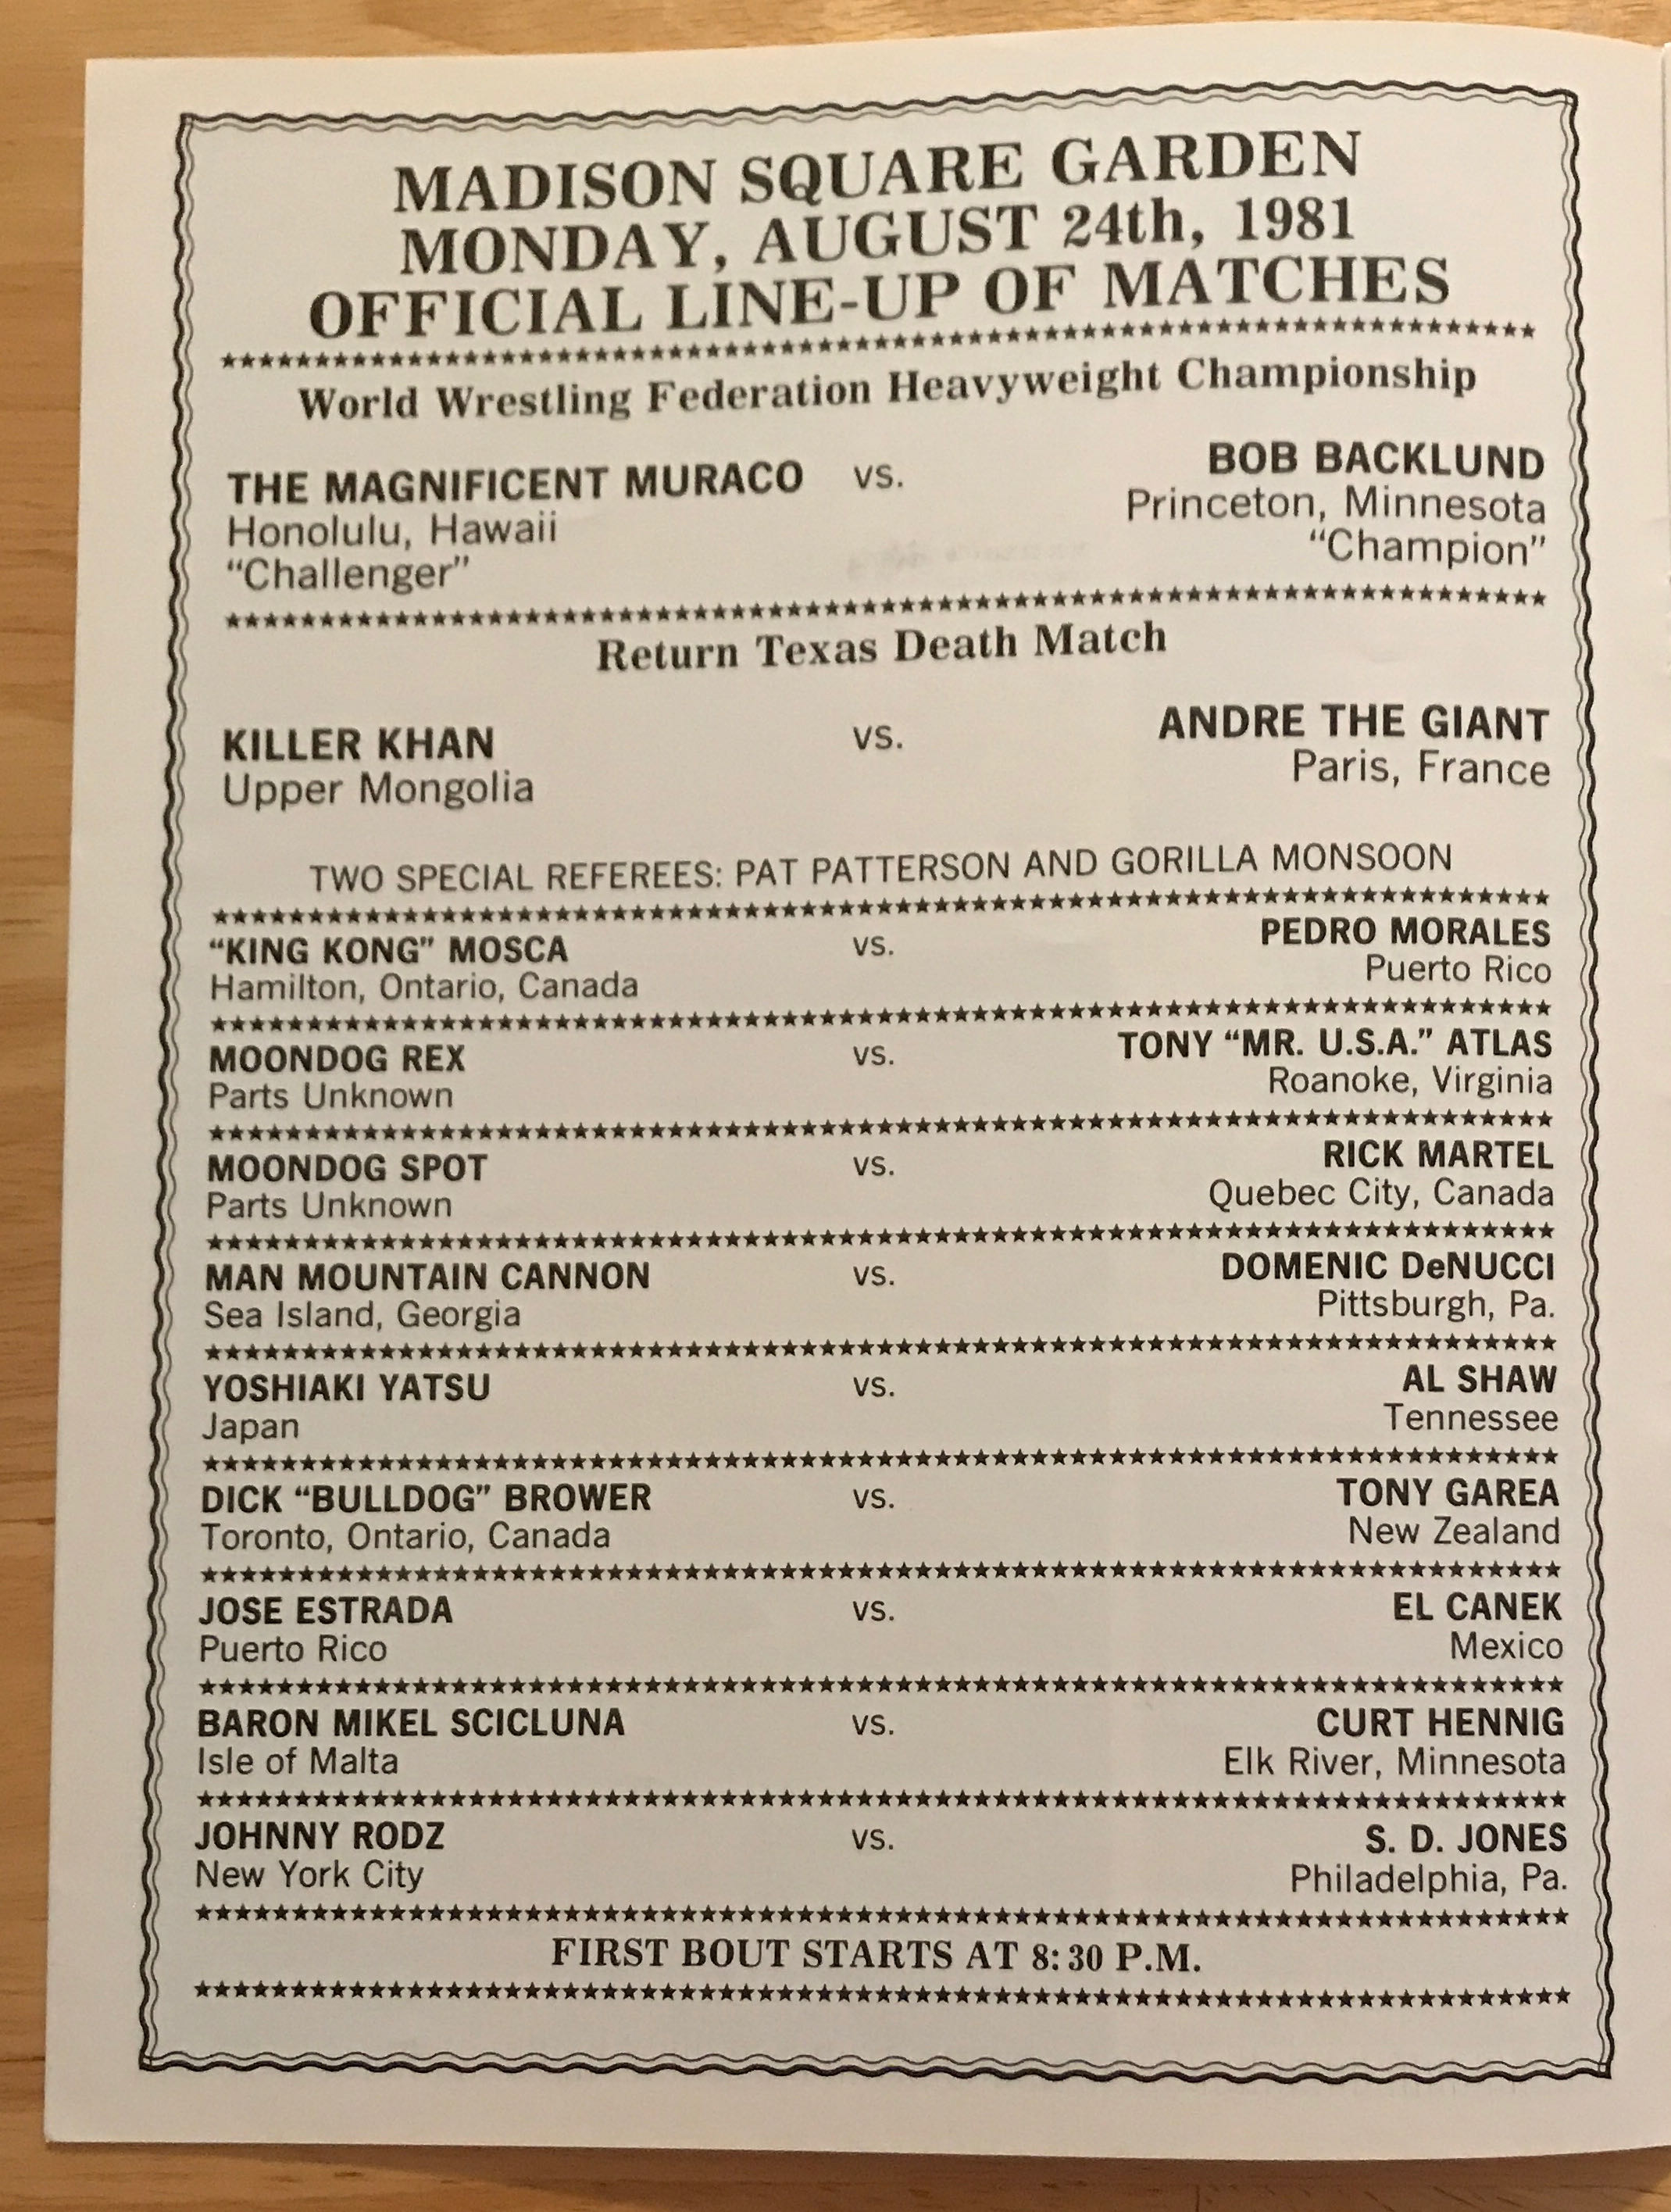 MADISON SQUARE GARDEN
MONDAY, AUGUST 24th, 1981
OFFICIAL LINE-UP OF MATCHES
World Wrestling Federation Heavyweight Championship
THE MAGNIFICENT MURACO vs. BOB BACKLUND
Honolulu, Hawaii Princeton, Minnesota
“Challenger” “Champion”
Return Texas Death Match
KILLER KHAN vs. ANDRE THE GIANT
Upper Mongolia Paris, France
TWO SPECIAL REFEREES: PAT PATTERSON AND GORILLA MONSOON
“KING KONG” MOSCA vs. PEDRO MORALES
Hamilton, Ontario, Canada Puerto Rico
MOONDOG REX vs. TONY “MR. U.S.A.” ATLAS
Parts Unknown Roanoke, Virginia
MOONDOG SPOT vs. RICK MARTEL
Parts Unknown Quebec City, Canada
MAN MOUNTAIN CANNON vs. DOMENIC DeNUCCI
Sea Island, Georgia Pittsburgh, Pa.
YOSHIAKI YATSU vs. AL SHAW
Japan Tennessee
DICK “BULLDOG” BROWER vs. TONY GAREA
Toronto, Ontario, Canada New Zealand
JOSE ESTRADA vs. EL CANEK
Puerto Rico Mexico
BARON MIKEL SCICLUNA vs. CURT HENNIG
Isle of Malta Elk River, Minnesota
JOHNNY RODZ vs. S. D. JONES
New York City Philadelphia, Pa.
FIRST BOUT STARTS AT 8:30 P.M.